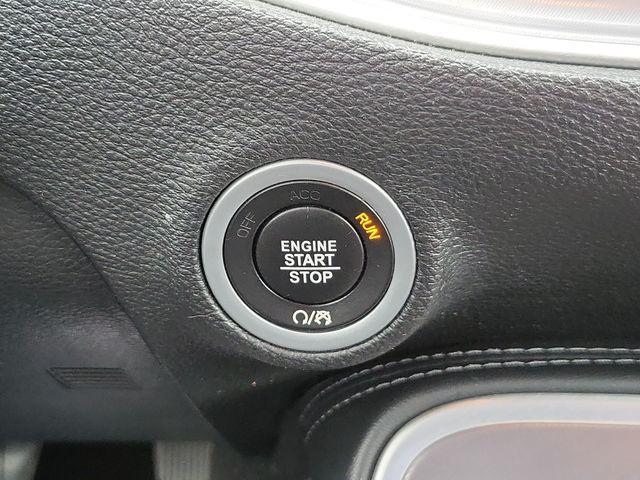 OFF
ACC
RUN
ENGINE
START
STOP